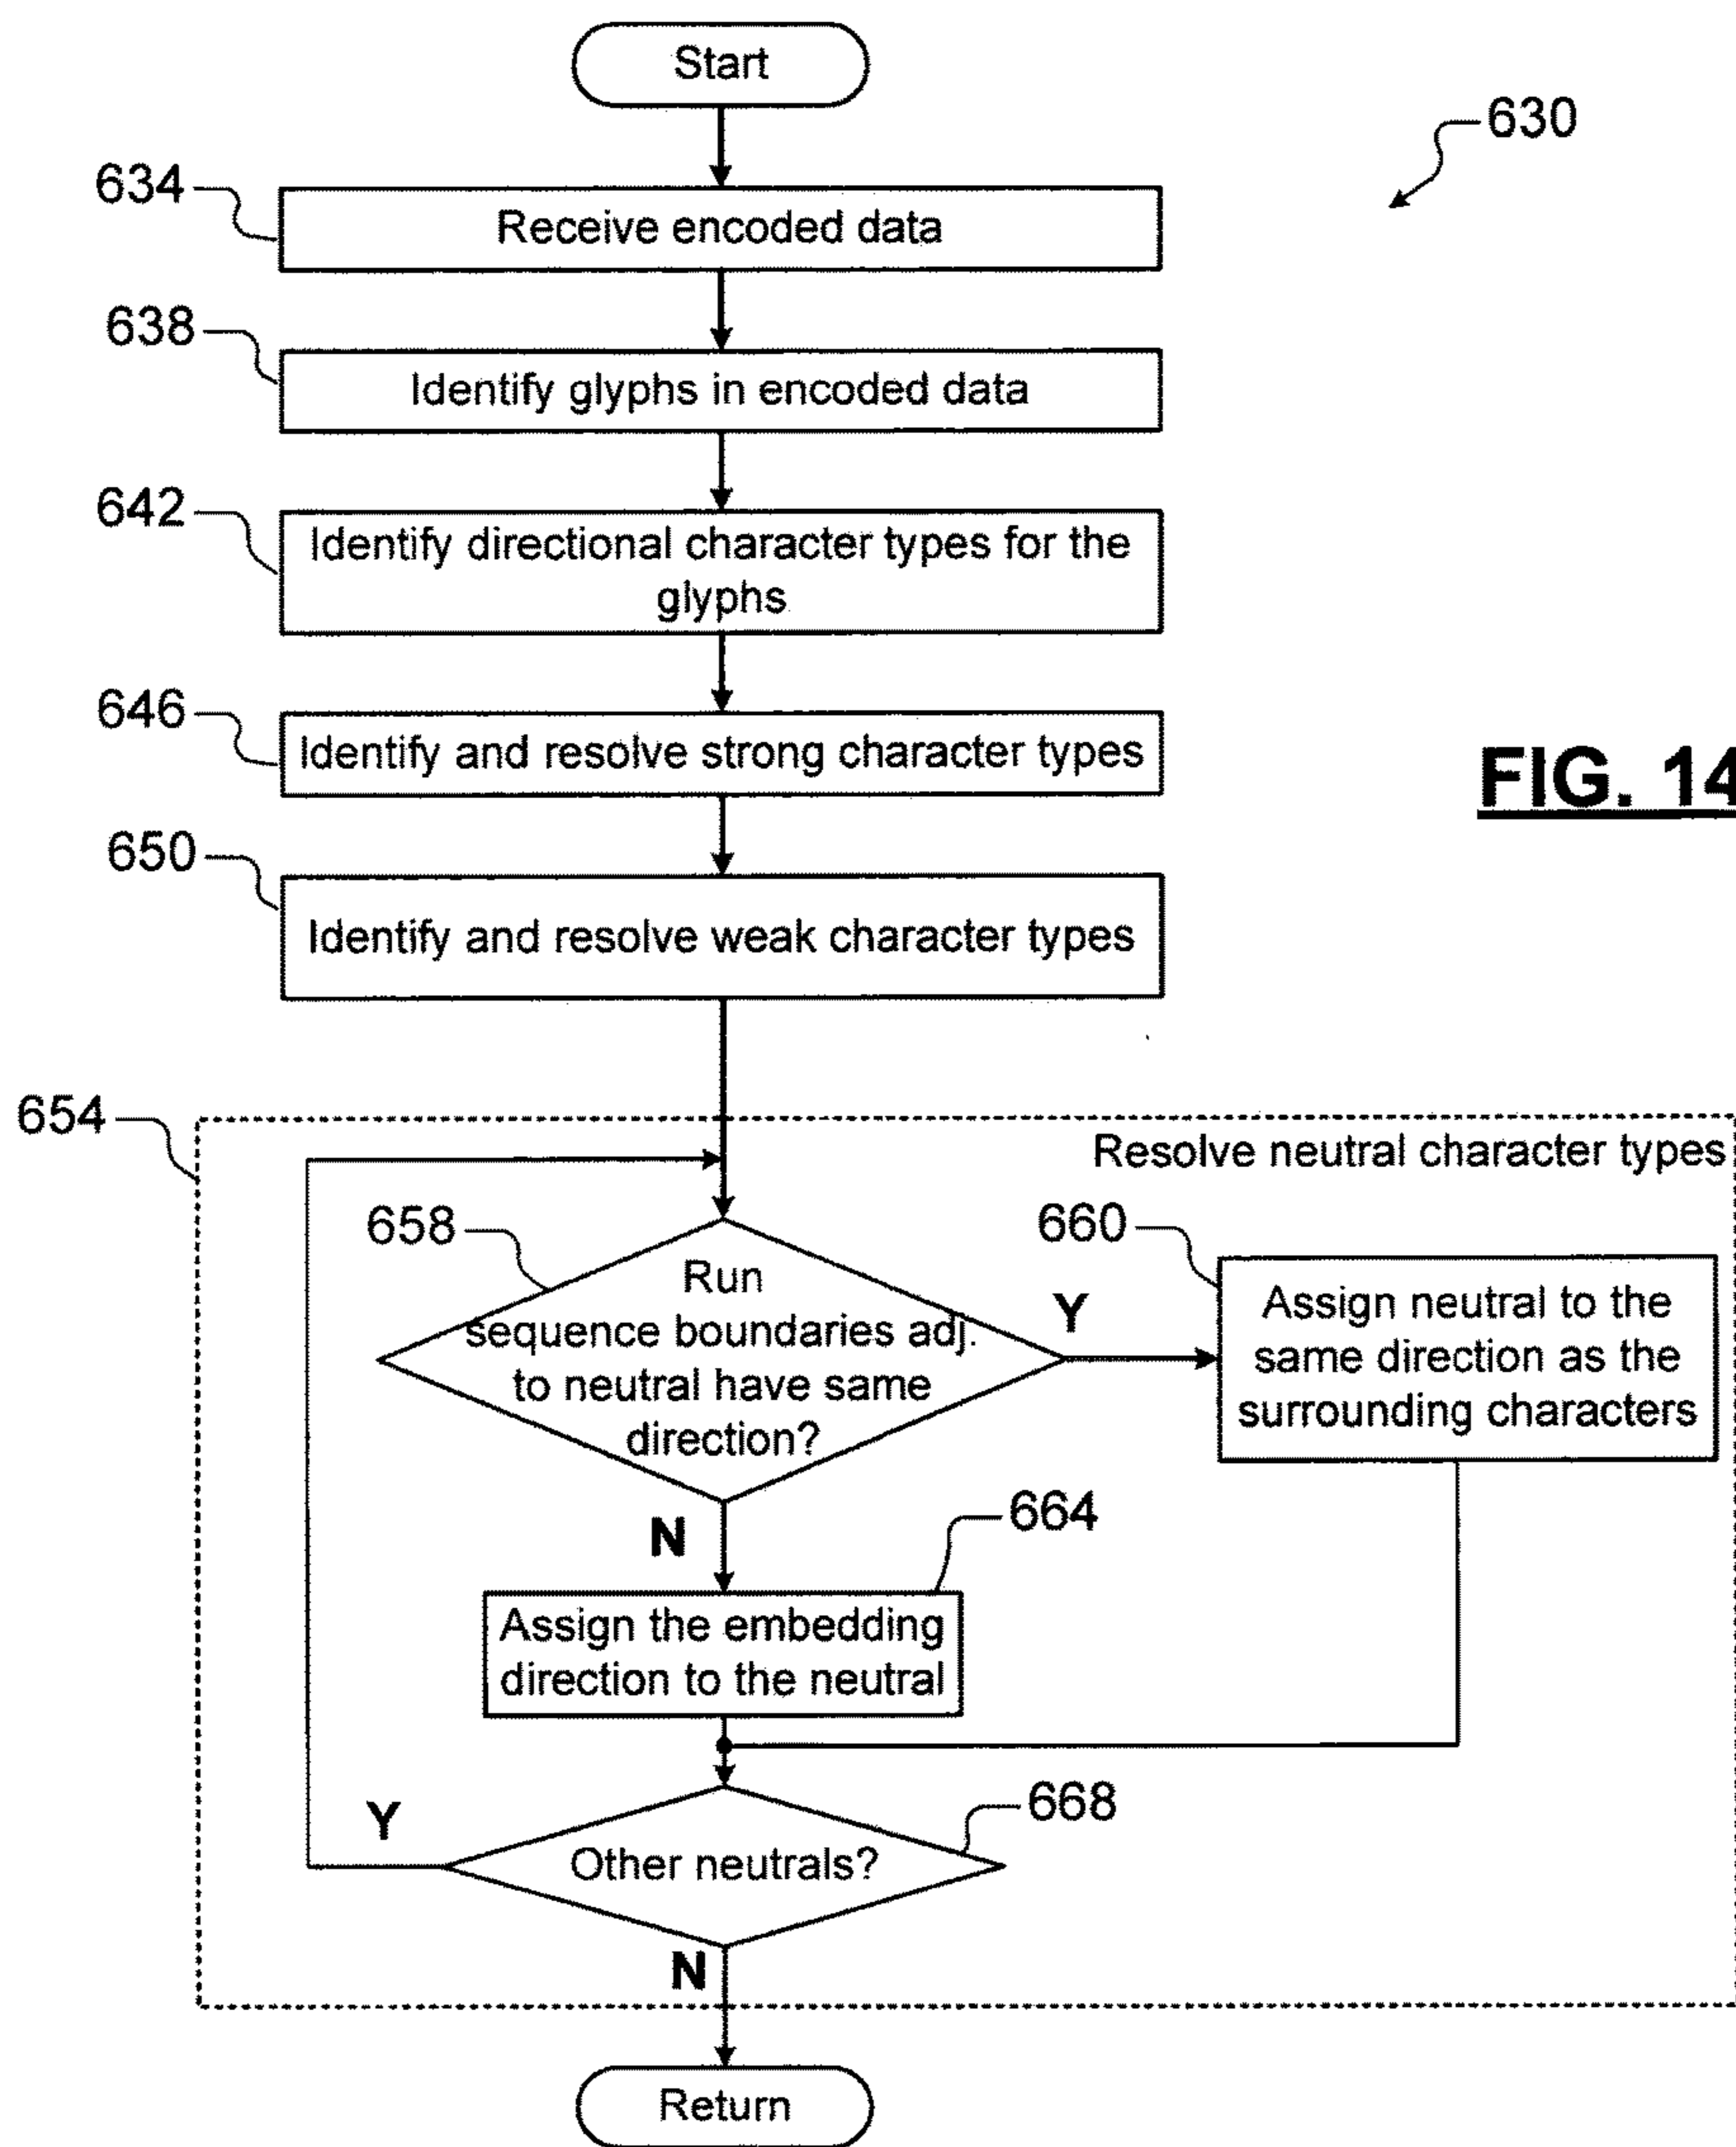 Start
630
634
Receive encoded data
638
Identify glyphs in encoded data
642
Identify directional character types for the
glyphs
646
Identify and resolve strong character types
FIG. 14
650
Identify and resolve weak character types
654
Resolve neutral character types
658
Run
sequence boundaries adj.
to neutral have same
direction?
Y
660
Assign neutral to the
same direction as the
surrounding characters
N
664
Assign the embedding
direction to the neutral
Y
668
Other neutrals?
N
Return